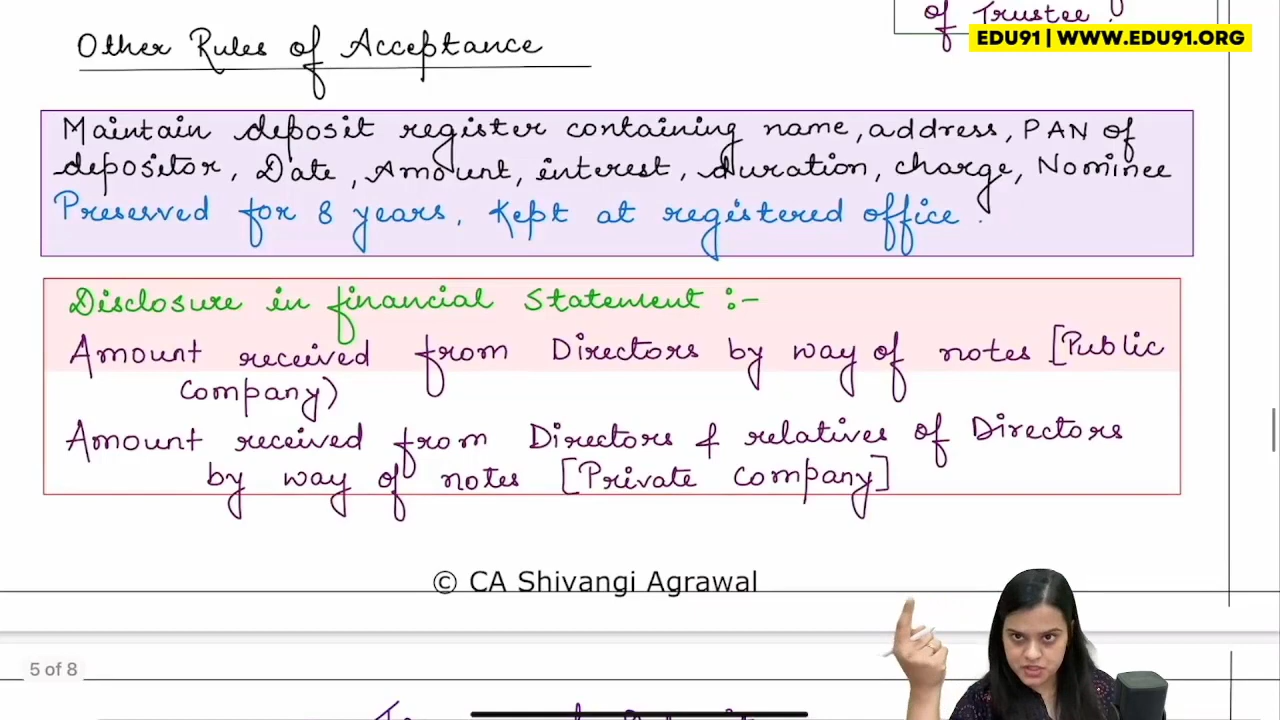 of Trustee!
EDU91 | WWW.EDU91.ORG
Other Rules of Acceptance
Maintain deposit register containing name, address, PAN of
depositor, Date, Amount, interest, duration, charge, Nominee
Preserved for 8 years, Kept at registered office.
Disclosure in financial Statement :-
Amount received from Directors by way of notes [Public
Company)
Amount received from Directors & relatives of Directors
by way of notes [Private Company]
© CA Shivangi Agrawal
5 of 8